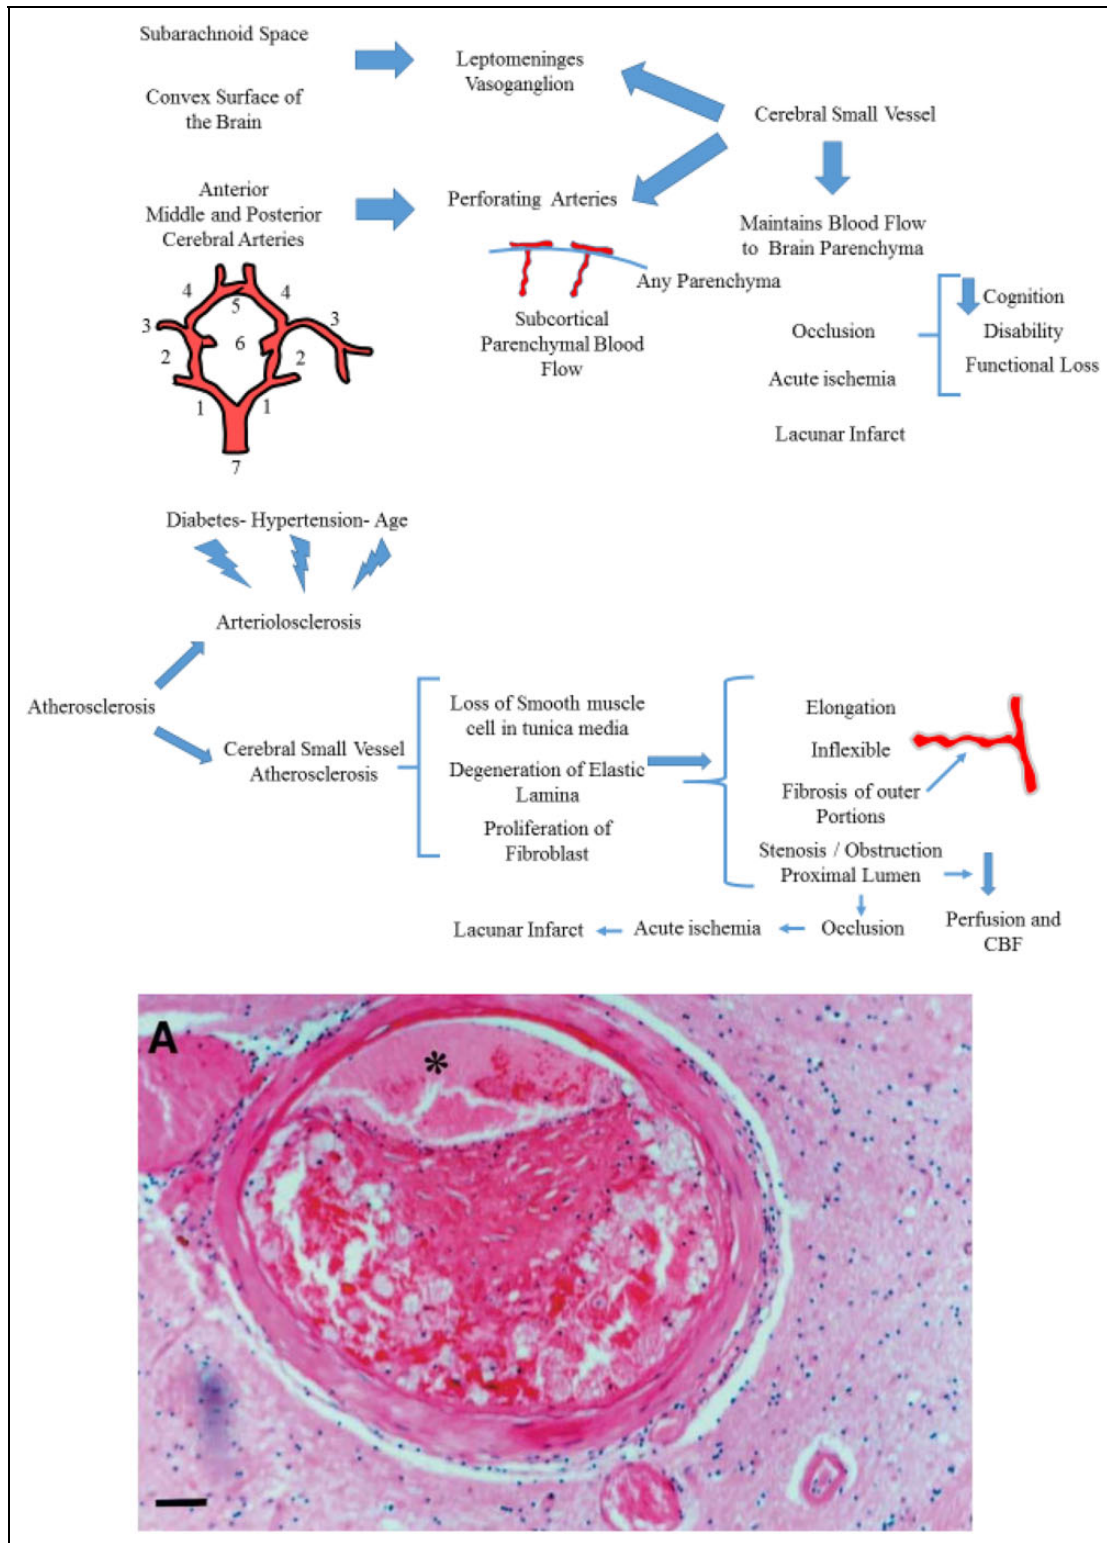 Subarachnoid Space
Convex Surface of
the Brain
Leptomeninges
Vasoganglion
Cerebral Small Vessel
Anterior
Middle and Posterior
Cerebral Arteries
Perforating Arteries
Maintains Blood Flow
to Brain Parenchyma
Any Parenchyma
Subcortical
Parenchymal Blood
Flow
4
5
4
3
6
3
2
2
1
1
7
Occlusion
Acute ischemia
Lacunar Infarct
Cognition
Disability
Functional Loss
Diabetes- Hypertension- Age
Arteriolosclerosis
Atherosclerosis
Cerebral Small Vessel
Atherosclerosis
Loss of Smooth muscle
cell in tunica media
Degeneration of Elastic
Lamina
Proliferation of
Fibroblast
Elongation
Inflexible
Fibrosis of outer
Portions
Stenosis / Obstruction
Proximal Lumen
Perfusion and
CBF
Occlusion
Acute ischemia
Lacunar Infarct
A
*